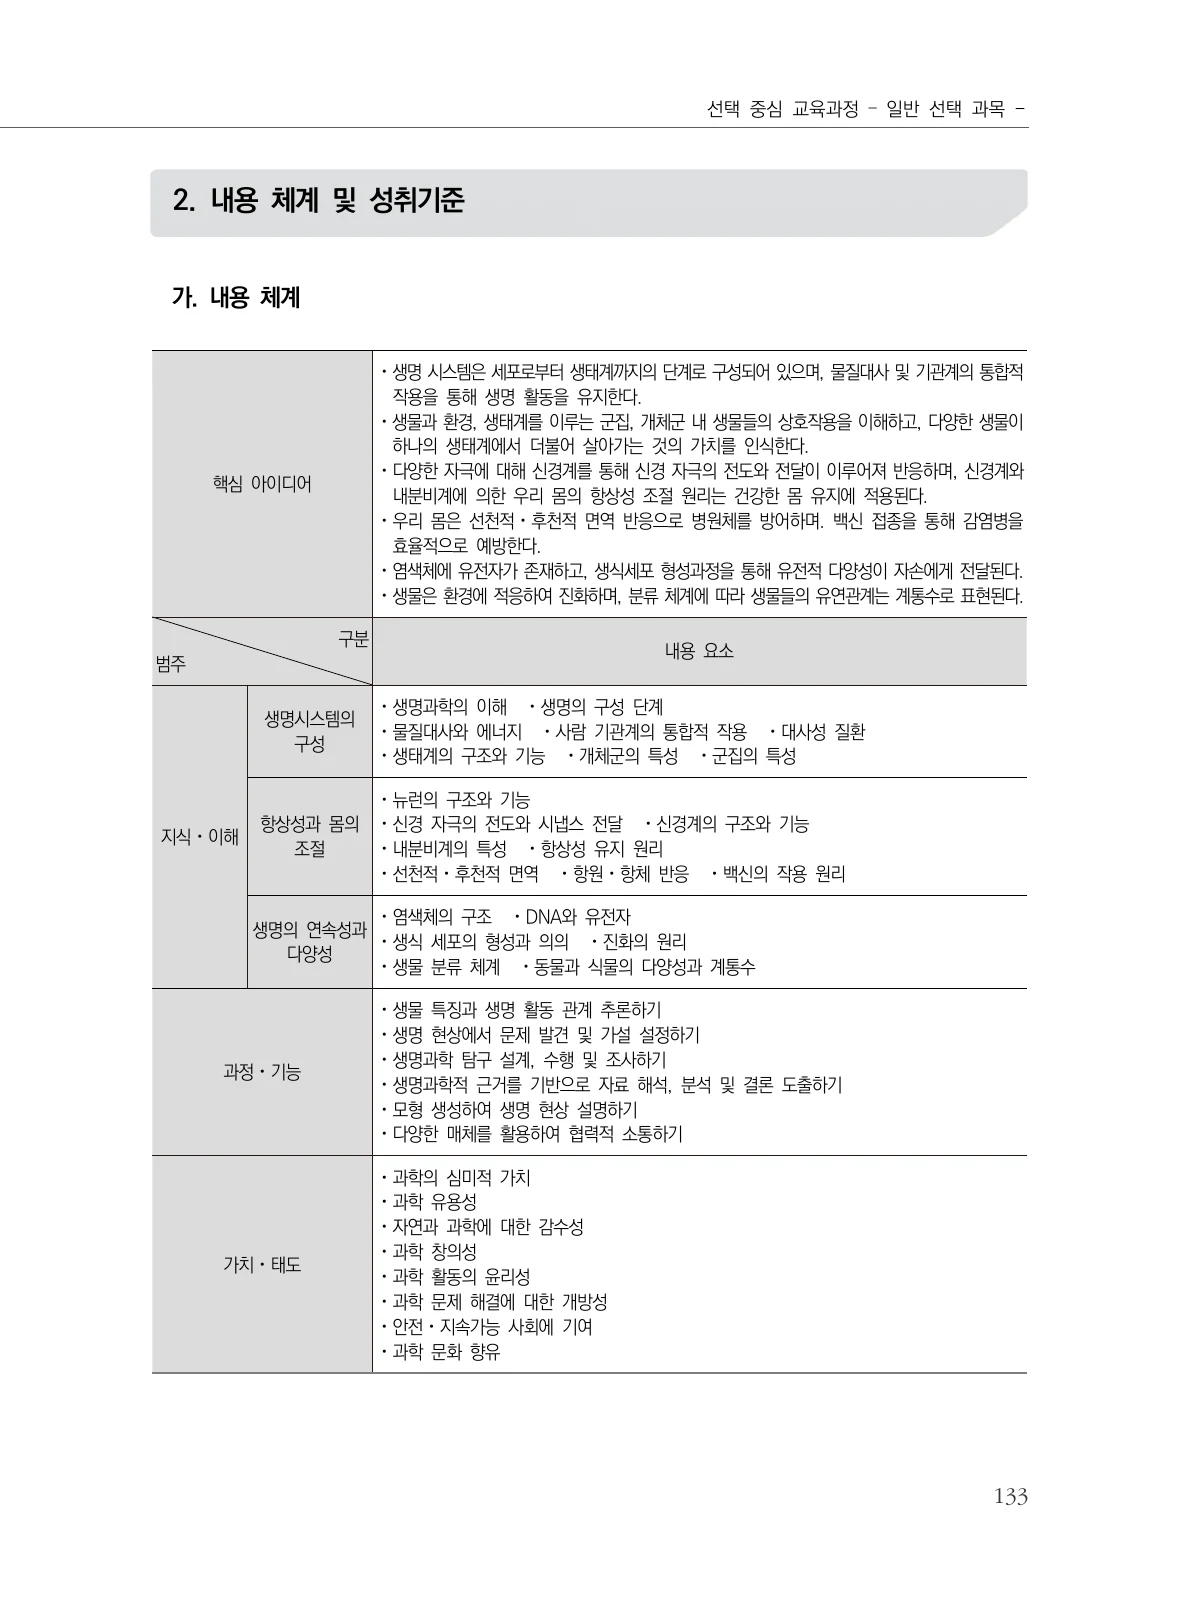 선택 중심 교육과정 - 일반 선택 과목 -
2. 내용 체계 및 성취기준
가. 내용 체계
핵심 아이디어
・생명 시스템은 세포로부터 생태계까지의 단계로 구성되어 있으며, 물질대사 및 기관계의 통합적
작용을 통해 생명 활동을 유지한다.
・생물과 환경, 생태계를 이루는 군집, 개체군 내 생물들의 상호작용을 이해하고, 다양한 생물이
하나의 생태계에서 더불어 살아가는 것의 가치를 인식한다.
・다양한 자극에 대해 신경계를 통해 신경 자극의 전도와 전달이 이루어져 반응하며, 신경계와
내분비계에 의한 우리 몸의 항상성 조절 원리는 건강한 몸 유지에 적용된다.
・우리 몸은 선천적・후천적 면역 반응으로 병원체를 방어하며. 백신 접종을 통해 감염병을
효율적으로 예방한다.
・염색체에 유전자가 존재하고, 생식세포 형성과정을 통해 유전적 다양성이 자손에게 전달된다.
・생물은 환경에 적응하여 진화하며, 분류 체계에 따라 생물들의 유연관계는 계통수로 표현된다.
구분
범주
내용 요소
지식・이해
생명시스템의
구성
・생명과학의 이해 ・생명의 구성 단계
・물질대사와 에너지 ・사람 기관계의 통합적 작용 ・대사성 질환
・생태계의 구조와 기능 ・개체군의 특성 ・군집의 특성
항상성과 몸의
조절
・뉴런의 구조와 기능
・신경 자극의 전도와 시냅스 전달 ・신경계의 구조와 기능
・내분비계의 특성 ・항상성 유지 원리
・선천적・후천적 면역 ・항원・항체 반응 ・백신의 작용 원리
생명의 연속성과
다양성
・염색체의 구조 ・DNA와 유전자
・생식 세포의 형성과 의의 ・진화의 원리
・생물 분류 체계 ・동물과 식물의 다양성과 계통수
과정・기능
・생물 특징과 생명 활동 관계 추론하기
・생명 현상에서 문제 발견 및 가설 설정하기
・생명과학 탐구 설계, 수행 및 조사하기
・생명과학적 근거를 기반으로 자료 해석, 분석 및 결론 도출하기
・모형 생성하여 생명 현상 설명하기
・다양한 매체를 활용하여 협력적 소통하기
가치・태도
・과학의 심미적 가치
・과학 유용성
・자연과 과학에 대한 감수성
・과학 창의성
・과학 활동의 윤리성
・과학 문제 해결에 대한 개방성
・안전・지속가능 사회에 기여
・과학 문화 향유
133